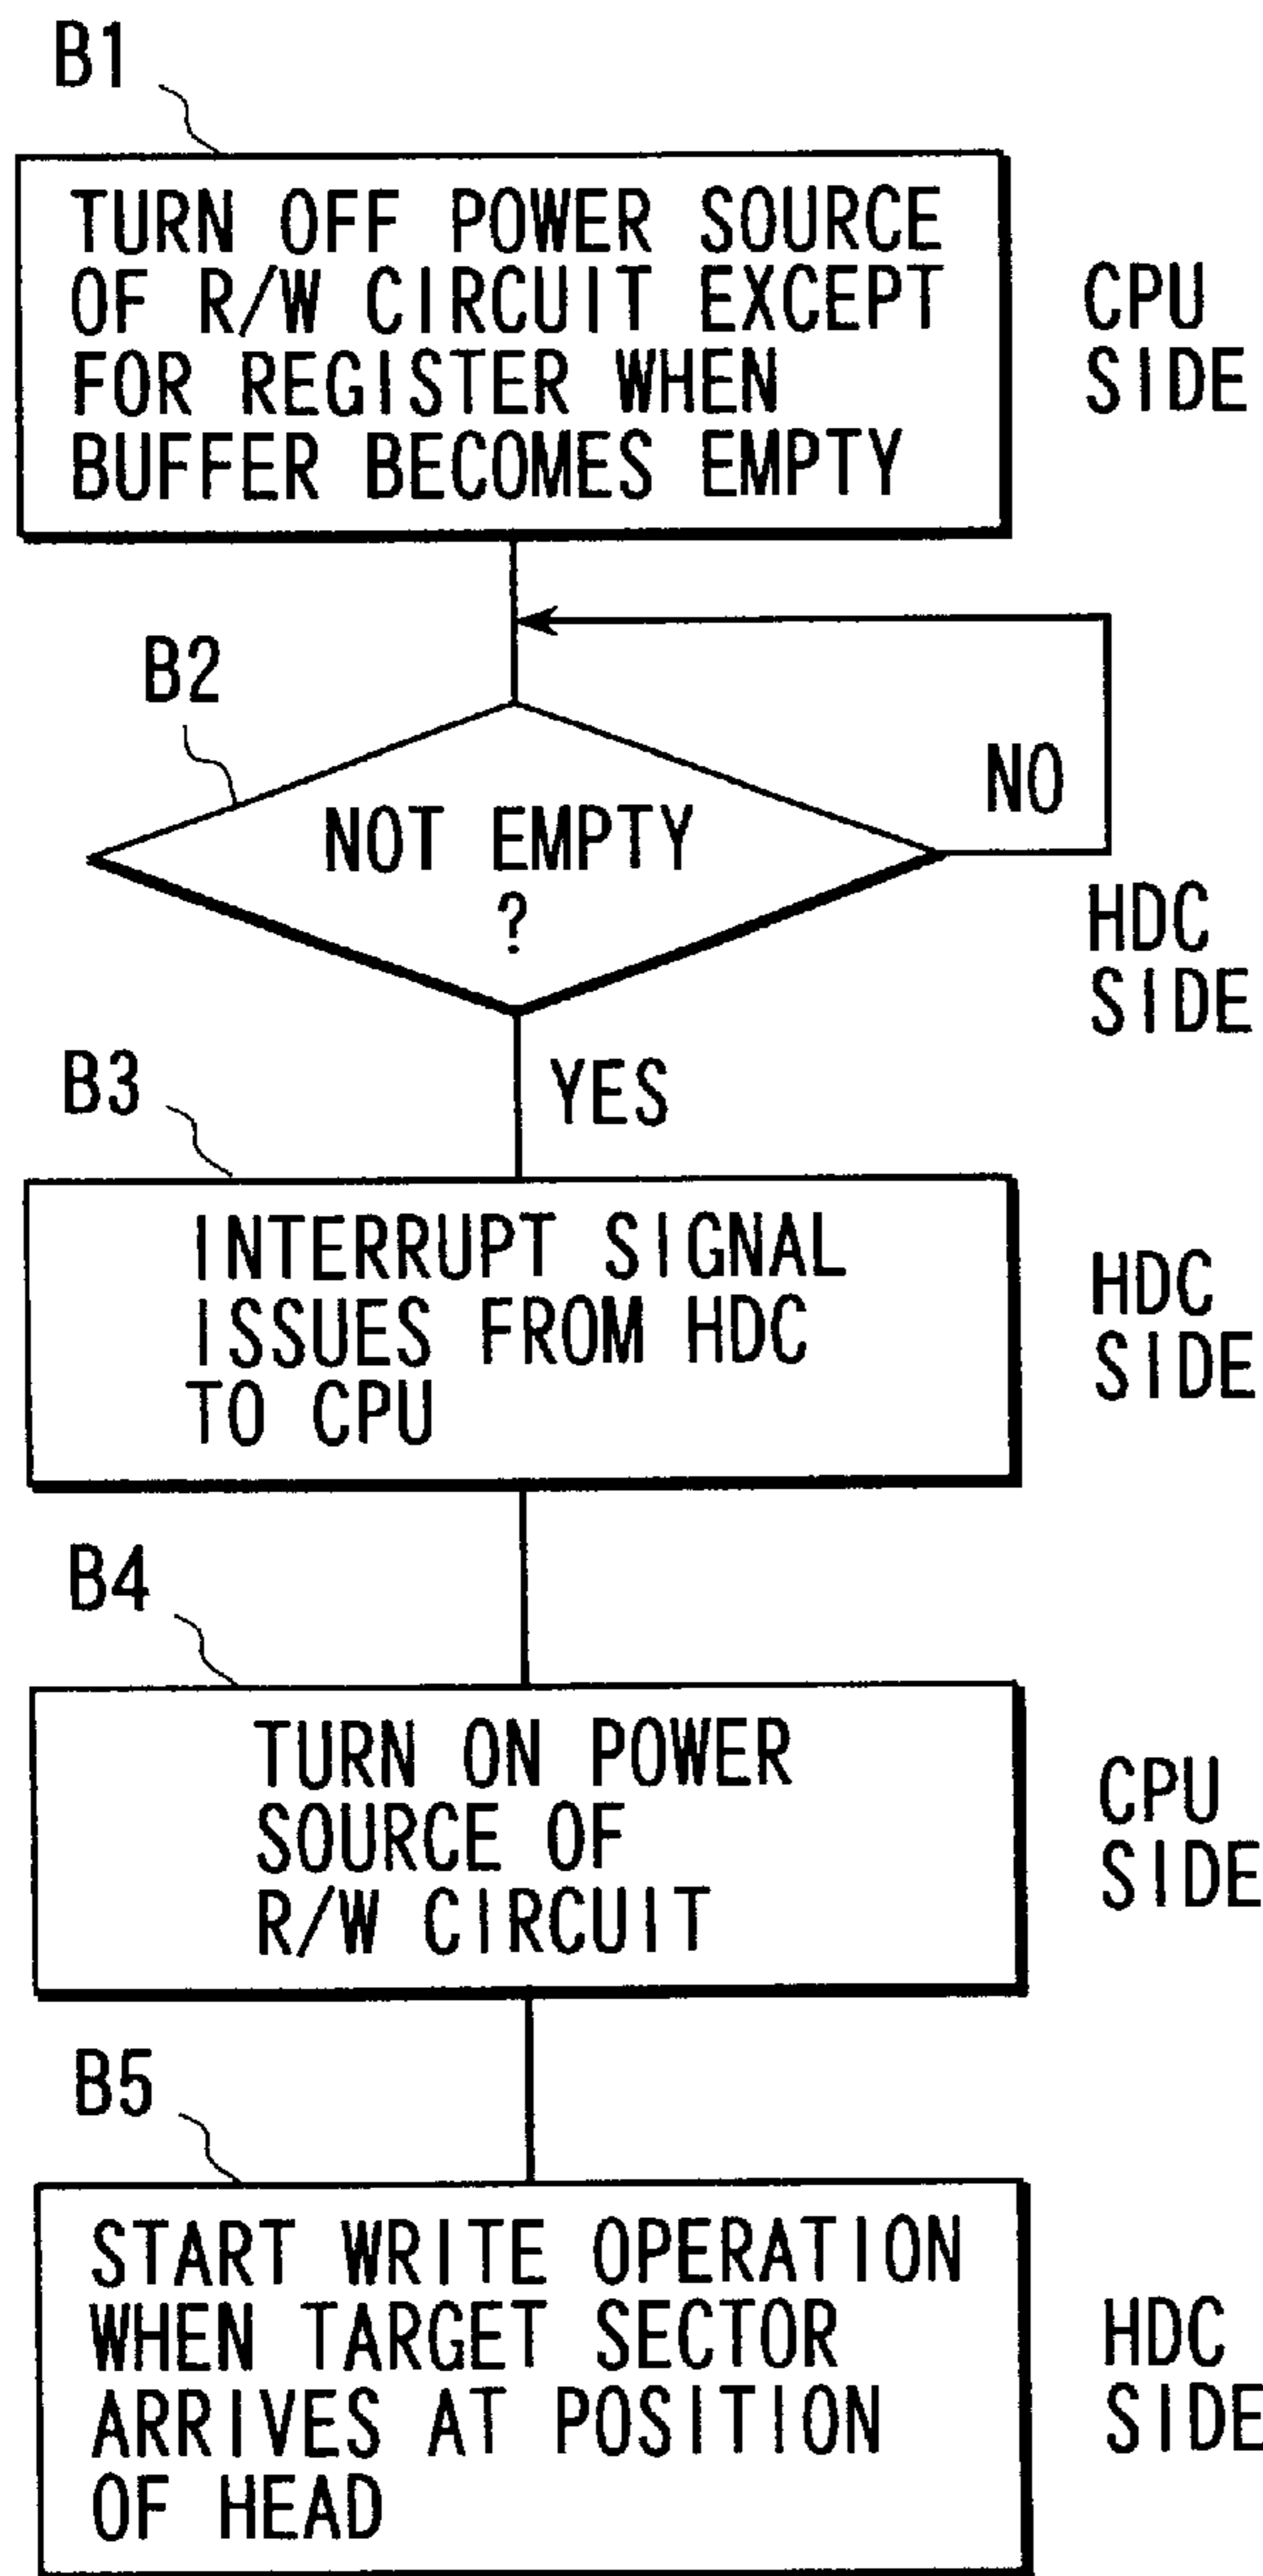 B1
TURN OFF POWER SOURCE
OF R/W CIRCUIT EXCEPT
FOR REGISTER WHEN
BUFFER BECOMES EMPTY
CPU
SIDE
B2
NOT EMPTY
?
NO
HDC
SIDE
YES
B3
INTERRUPT SIGNAL
ISSUES FROM HDC
TO CPU
HDC
SIDE
B4
TURN ON POWER
SOURCE OF
R/W CIRCUIT
CPU
SIDE
B5
START WRITE OPERATION
WHEN TARGET SECTOR
ARRIVES AT POSITION
OF HEAD
HDC
SIDE